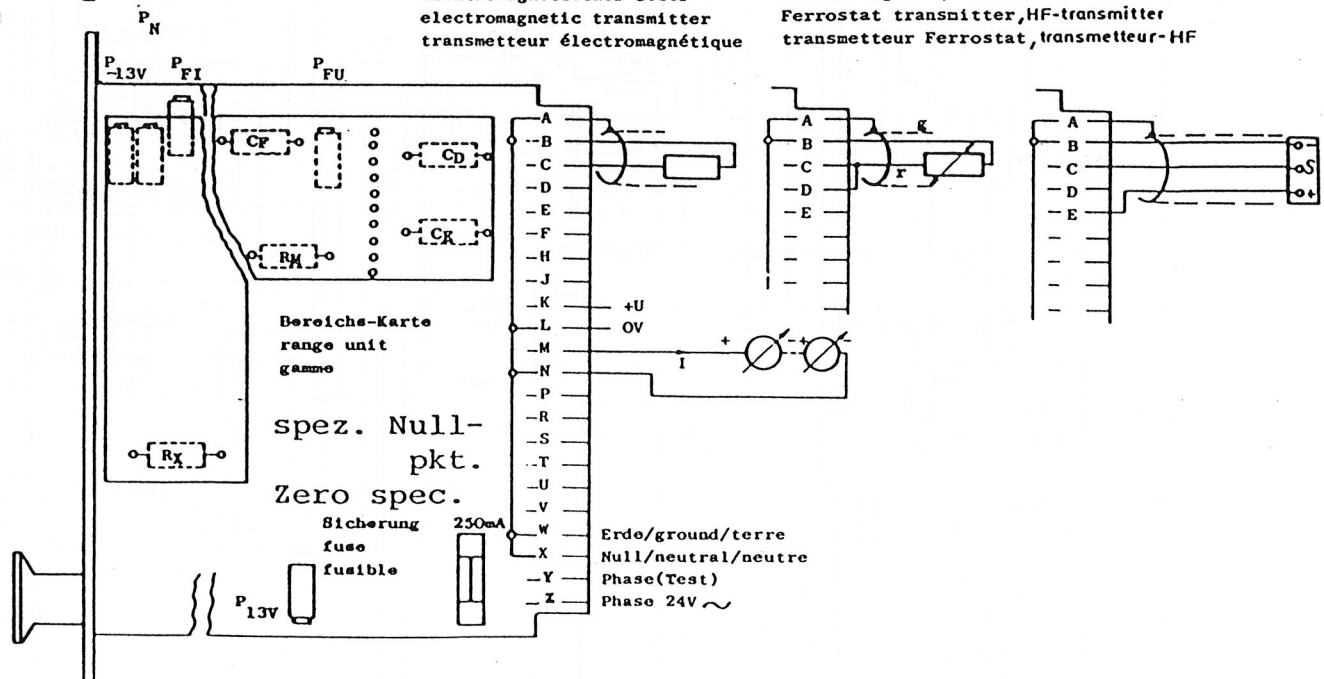 electromagnetic transmitter
transmetteur électromagnétique
Ferrostat transmitter,HF-transmitter
transmetteur Ferrostat,transmetteur-HF
P N
P -13V
P FI
P FU
CF
CD
RM
CK
RX
Bereichs-Karte
range unit
gamme
spez. Null-
pkt.
Zero spec.
Sicherung 250mA
fuse
fusible
P 13V
A
B
C
D
E
F
H
J
K +U
L OV
M + - + -
I
N
P
R
S
T
U
V
W Erde/ground/terre
X Null/neutral/neutre
Y Phase(Test)
Z Phase 24V ~
A
B g
C
D r
E
A
B -
C S
D +
E